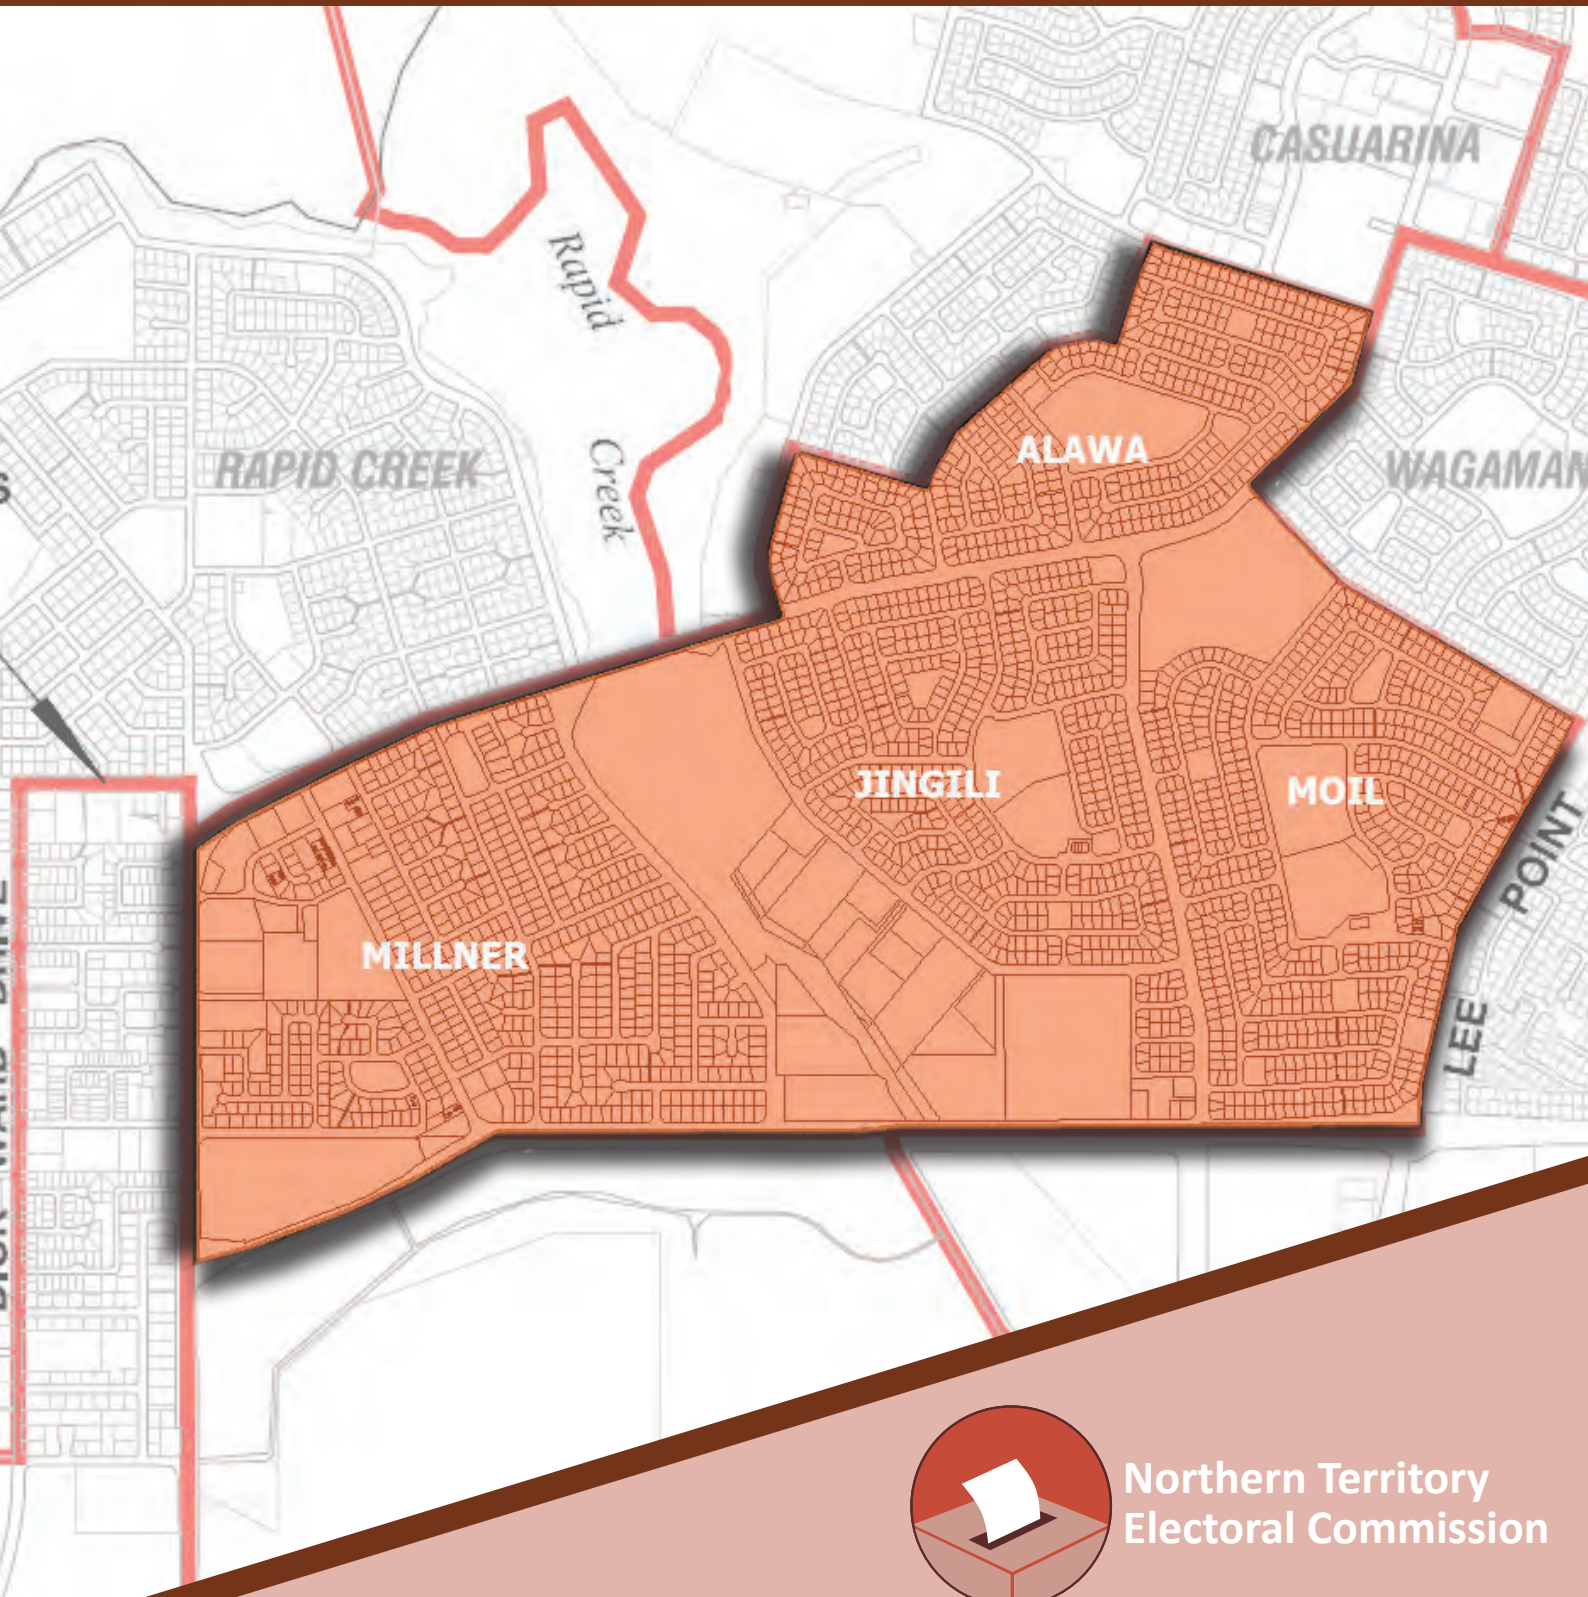 CASUARINA
Rapid
Creek
RAPID CREEK
ALAWA
WAGAMAN
JINGILI
MOIL
MILLNER
LEE POINT
Northern Territory
Electoral Commission